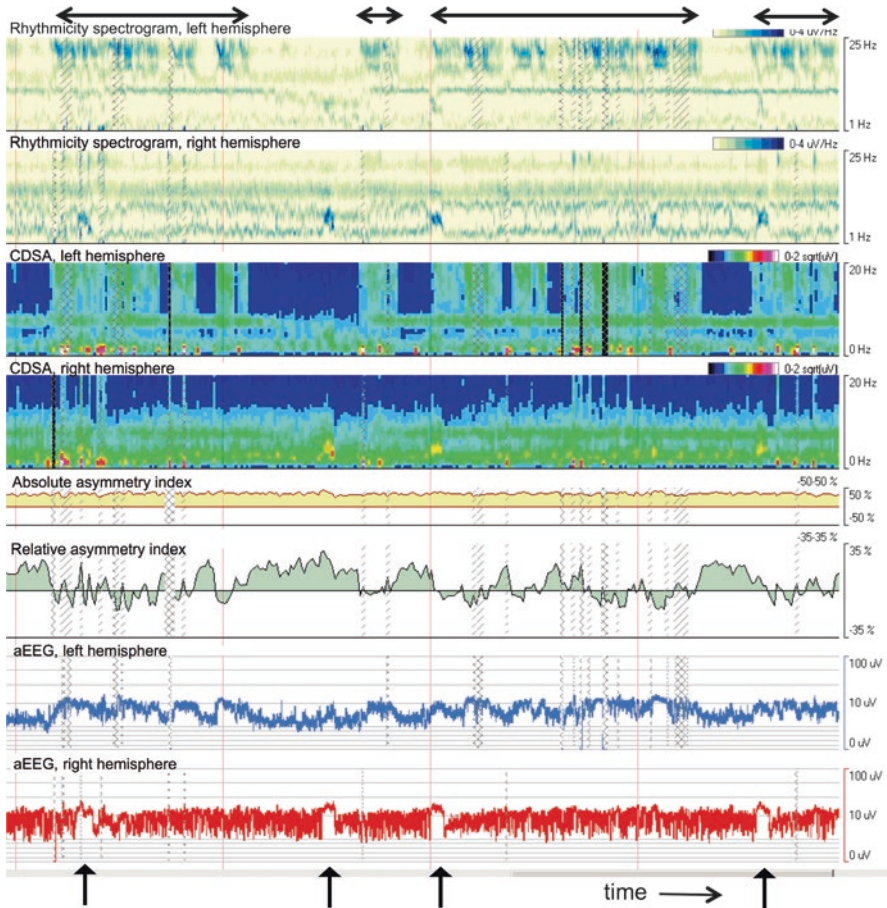 Rhythmicity spectrogram, left hemisphere
0-4 uV/Hz
25 Hz
1 Hz
Rhythmicity spectrogram, right hemisphere
0-4 uV/Hz
25 Hz
1 Hz
CDSA, left hemisphere
0-2 sqrt(uV)
20 Hz
0 Hz
CDSA, right hemisphere
0-2 sqrt(uV)
20 Hz
0 Hz
Absolute asymmetry index
-50-50 %
50 %
-50 %
Relative asymmetry index
-35-35 %
35 %
-35 %
aEEG, left hemisphere
100 uV
10 uV
0 uV
aEEG, right hemisphere
100 uV
10 uV
0 uV
time